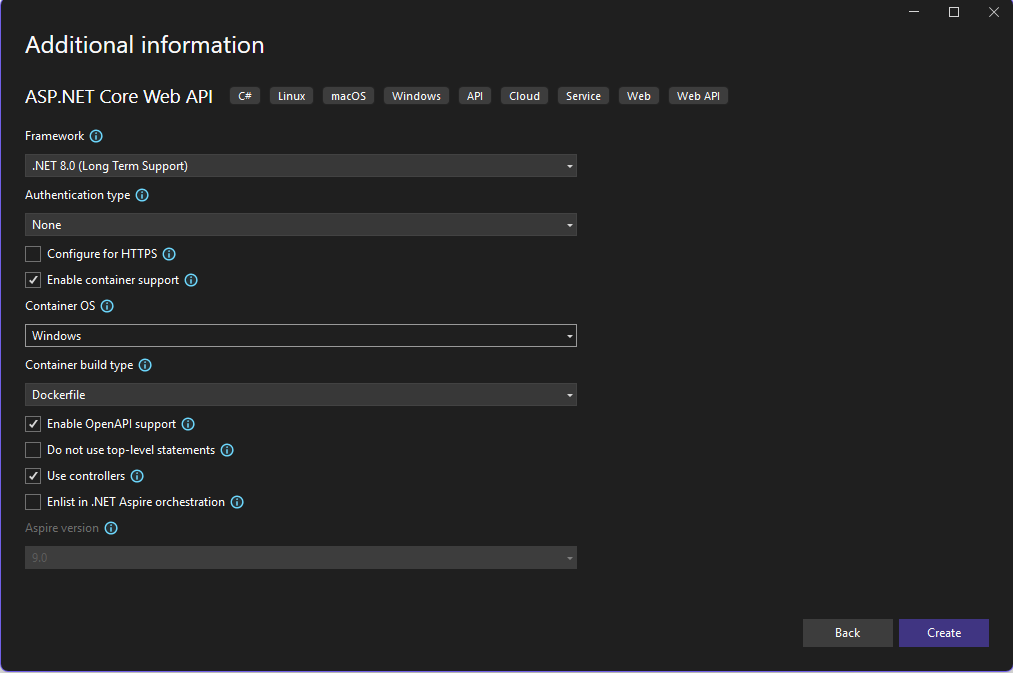 Additional information
ASP.NET Core Web API C# Linux macOS Windows API Cloud Service Web Web API
Framework
.NET 8.0 (Long Term Support)
Authentication type
None
Configure for HTTPS
Enable container support
Container OS
Windows
Container build type
Dockerfile
Enable OpenAPI support
Do not use top-level statements
Use controllers
Enlist in .NET Aspire orchestration
Aspire version
9.0
Back Create